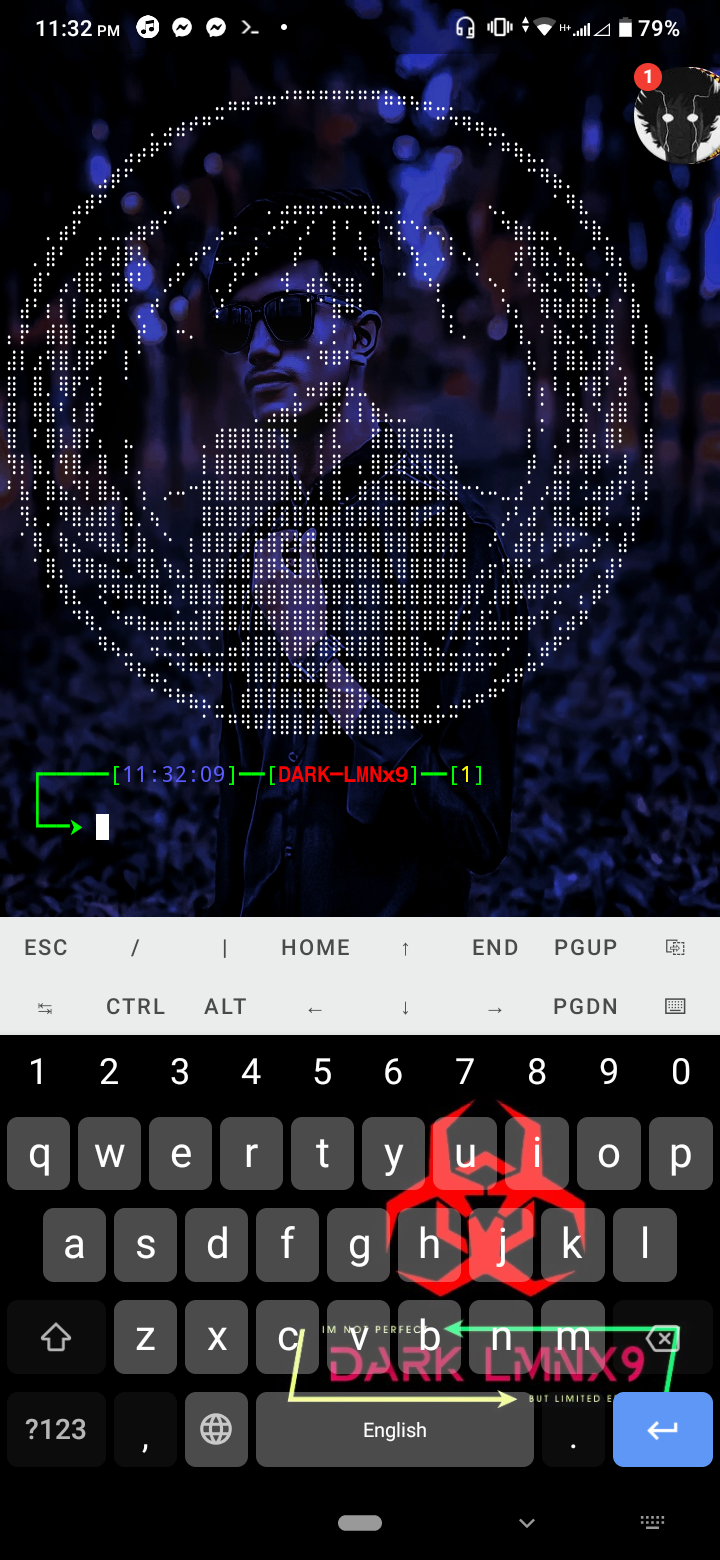 11:32 PM 79%
1
[11:32:09]─[DARK-LMNx9]─[1]
ESC / | HOME ↑ END PGUP
CTRL ALT ← ↓ → PGDN
1 2 3 4 5 6 7 8 9 0
q w e r t y u i o p
a s d f g h j k l
z x c v b n m
IM NOT PERFECT
DARK LMNX9
BUT LIMITED
?123 , English .